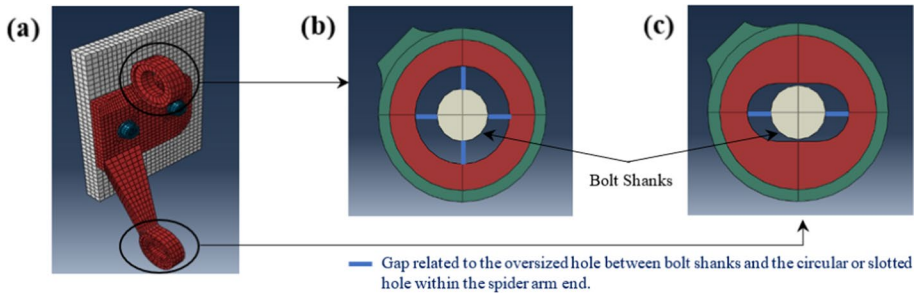 (a)
(b)
(c)
Bolt Shanks
Gap related to the oversized hole between bolt shanks and the circular or slotted
hole within the spider arm end.